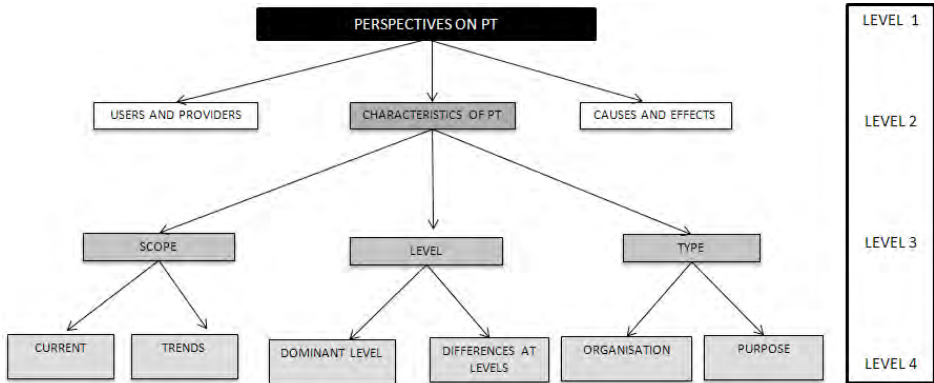 PERSPECTIVES ON PT
LEVEL 1
USERS AND PROVIDERS
CHARACTERISTICS OF PT
CAUSES AND EFFECTS
LEVEL 2
SCOPE
LEVEL
TYPE
LEVEL 3
CURRENT
TRENDS
DOMINANT LEVEL
DIFFERENCES AT
LEVELS
ORGANISATION
PURPOSE
LEVEL 4